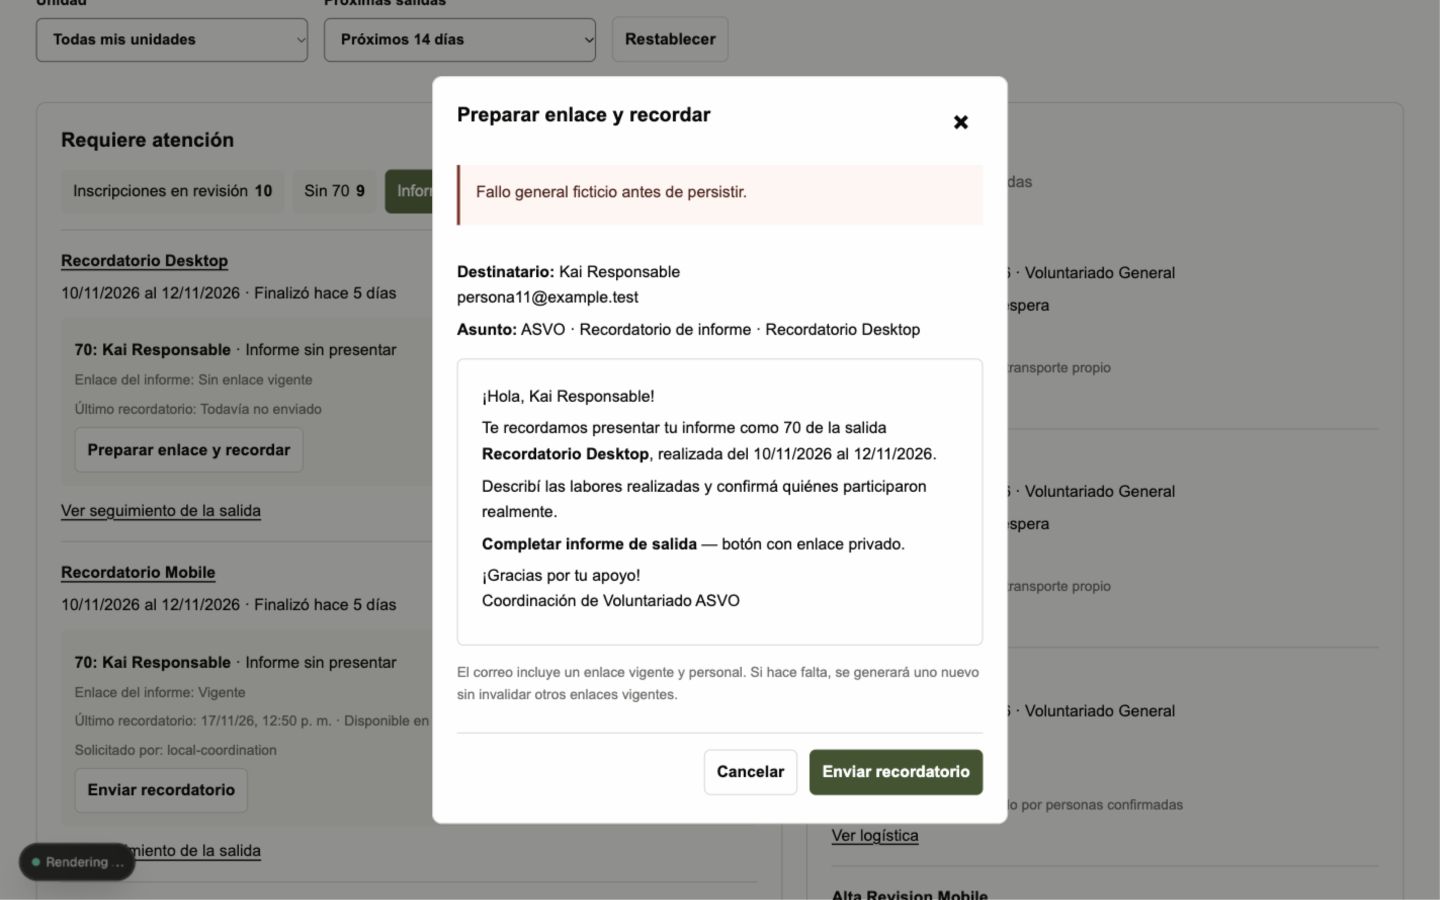 Unidad
Próximas salidas
Todas mis unidades
Próximos 14 días
Restablecer
Requiere atención
Inscripciones en revisión 10
Sin 70 9
Recordatorio Desktop
10/11/2026 al 12/11/2026 · Finalizó hace 5 días
70: Kai Responsable · Informe sin presentar
Enlace del informe: Sin enlace vigente
Último recordatorio: Todavía no enviado
Preparar enlace y recordar
Ver seguimiento de la salida
Recordatorio Mobile
10/11/2026 al 12/11/2026 · Finalizó hace 5 días
70: Kai Responsable · Informe sin presentar
Enlace del informe: Vigente
Último recordatorio: 17/11/26, 12:50 p. m. · Disponible en
Solicitado por: local-coordination
Enviar recordatorio
Rendering ...
de la salida
Preparar enlace y recordar
Fallo general ficticio antes de persistir.
Destinatario: Kai Responsable
persona11@example.test
Asunto: ASVO · Recordatorio de informe · Recordatorio Desktop
¡Hola, Kai Responsable!
Te recordamos presentar tu informe como 70 de la salida
Recordatorio Desktop, realizada del 10/11/2026 al 12/11/2026.
Describí las labores realizadas y confirmá quiénes participaron
realmente.
Completar informe de salida — botón con enlace privado.
¡Gracias por tu apoyo!
Coordinación de Voluntariado ASVO
El correo incluye un enlace vigente y personal. Si hace falta, se generará uno nuevo
sin invalidar otros enlaces vigentes.
Cancelar
Enviar recordatorio
· Voluntariado General
transporte propio
· Voluntariado General
transporte propio
· Voluntariado General
por personas confirmadas
Ver logística
Alta Revision Mobile